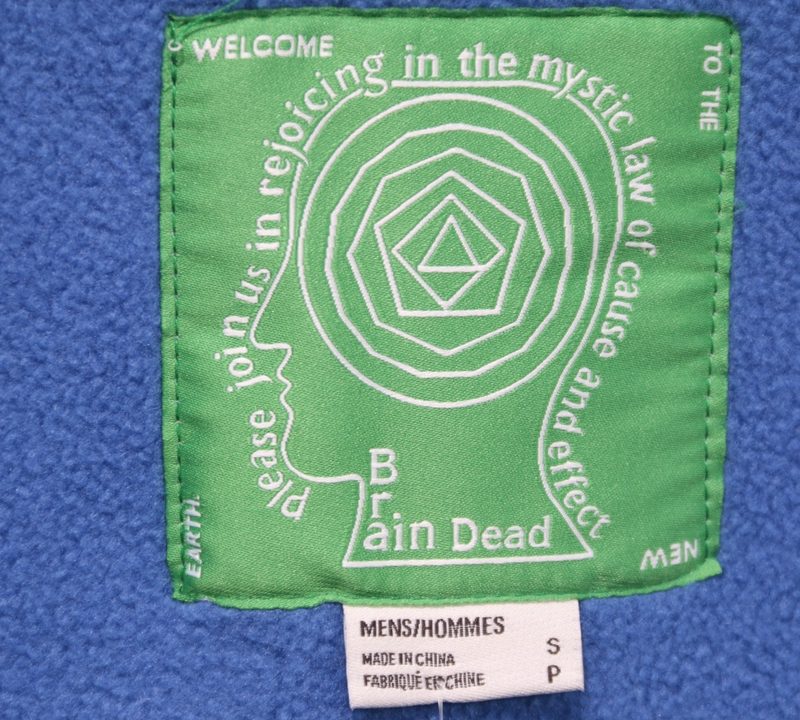 WELCOME
TO THE
NEW
EARTH.
Please join us in rejoicing in the mystic law of cause and effect
B
r
ain Dead
MENS/HOMMES
S
MADE IN CHINA
FABRIQUÉ EN CHINE
P